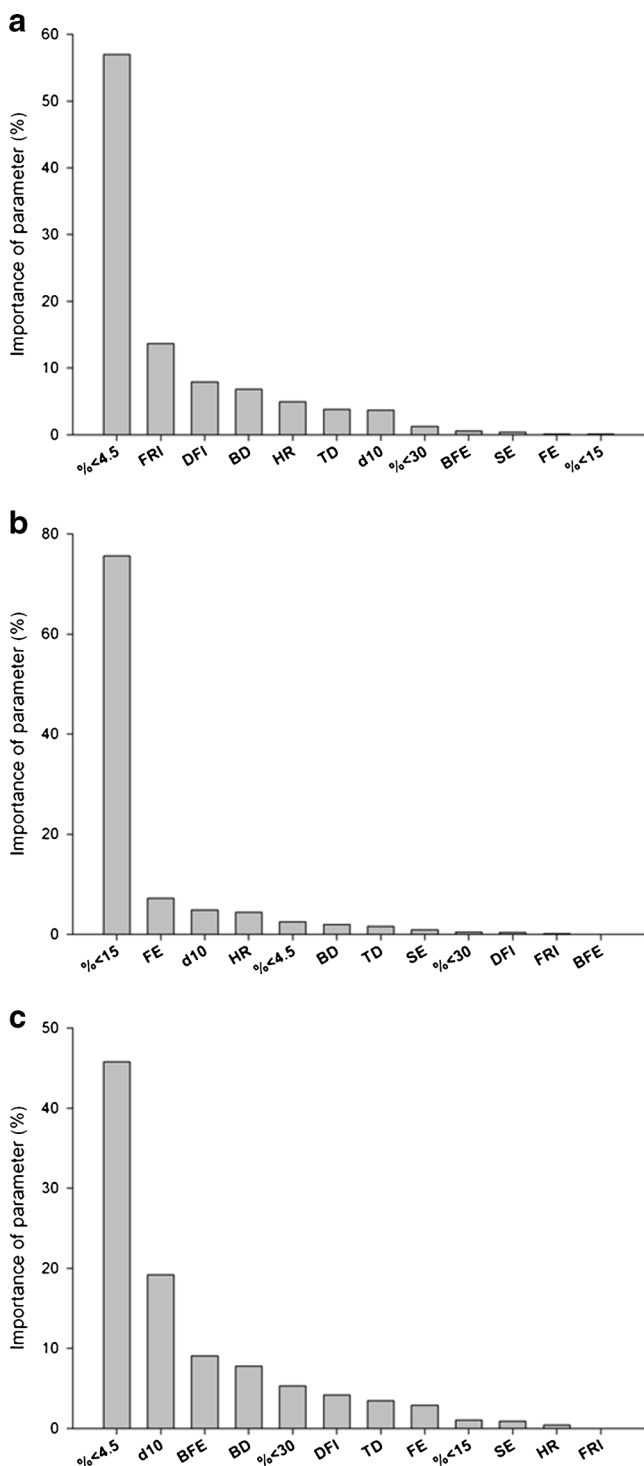 a
Importance of parameter (%)
60
50
40
30
20
10
0
%<4.5 FRI DFI BD HR TD d10 %<30 BFE SE FE %<15
b
Importance of parameter (%)
80
60
40
20
0
%<15 FE d10 HR %<4.5 BD TD SE %<30 DFI FRI BFE
c
Importance of parameter (%)
50
40
30
20
10
0
%<4.5 d10 BFE BD %<30 DFI TD FE %<15 SE HR FRI